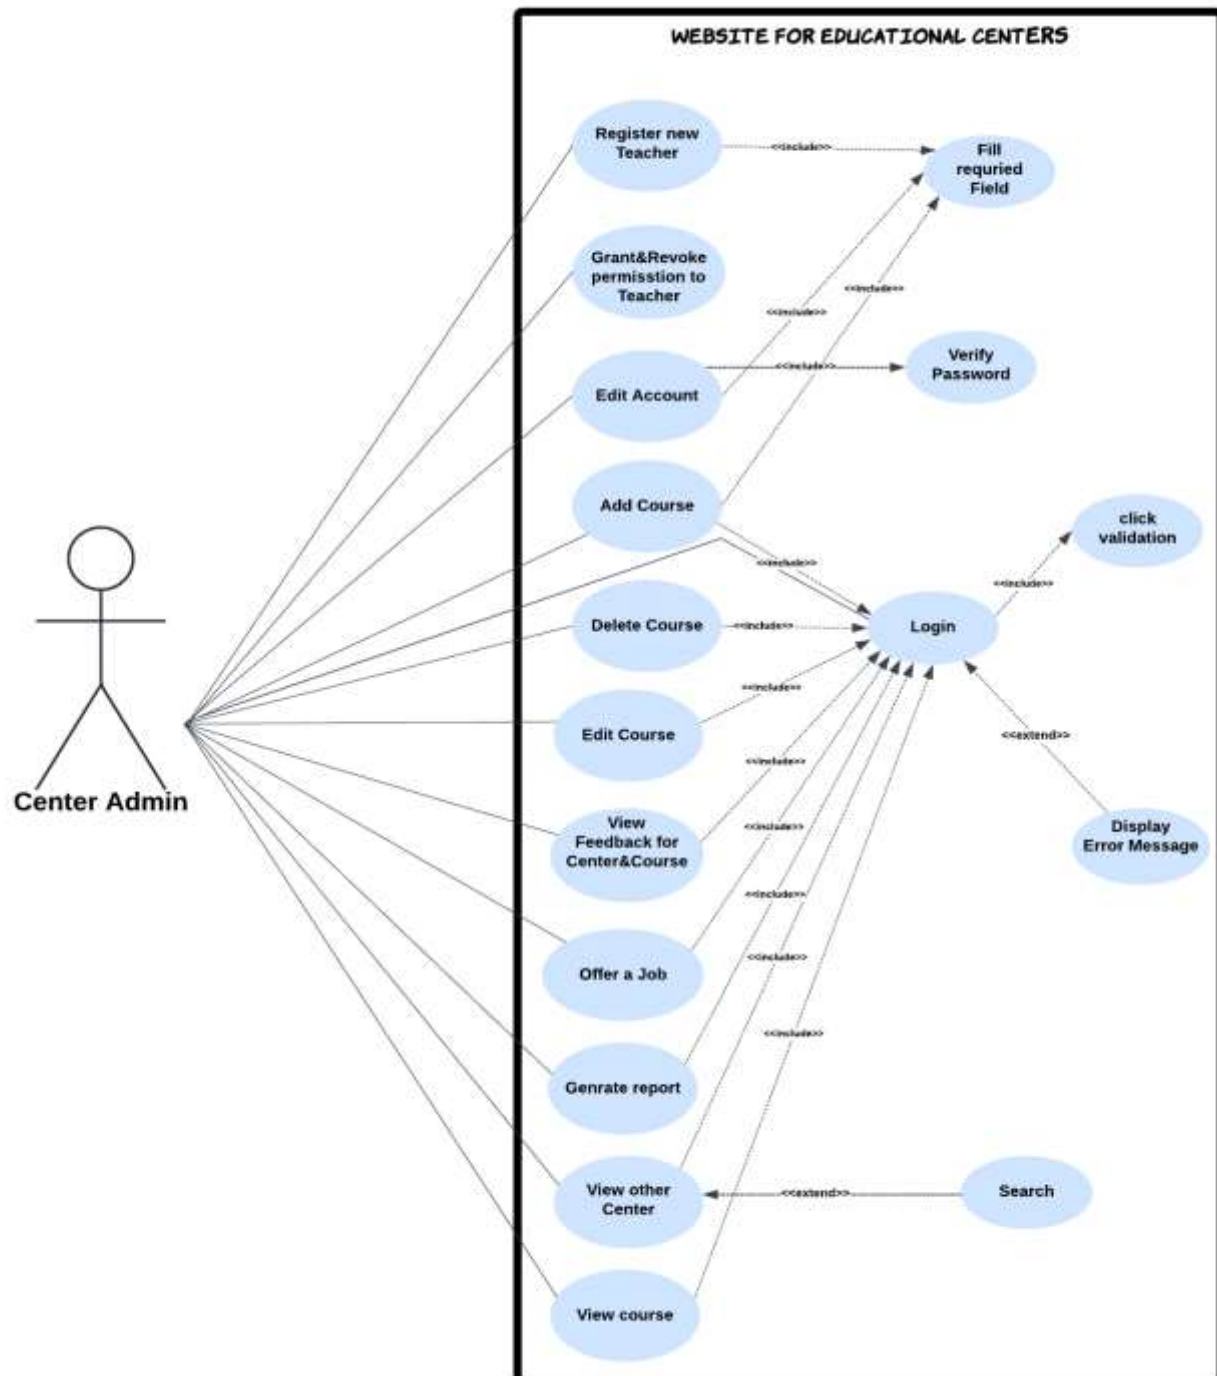 WEBSITE FOR EDUCATIONAL CENTERS
Register new
Teacher
<<include>>
Fill
requried
Field
Grant&Revoke
permisstion to
Teacher
<<include>>
<<include>>
Edit Account
<<include>>
Verify
Password
Add Course
<<include>>
click
validation
<<include>>
Delete Course
<<include>>
Login
Edit Course
<<include>>
<<extend>>
<<include>>
View
Feedback for
Center&Course
<<include>>
Display
Error Message
Center Admin
<<include>>
Offer a Job
<<include>>
<<include>>
Genrate report
View other
Center
<<extend>>
Search
View course